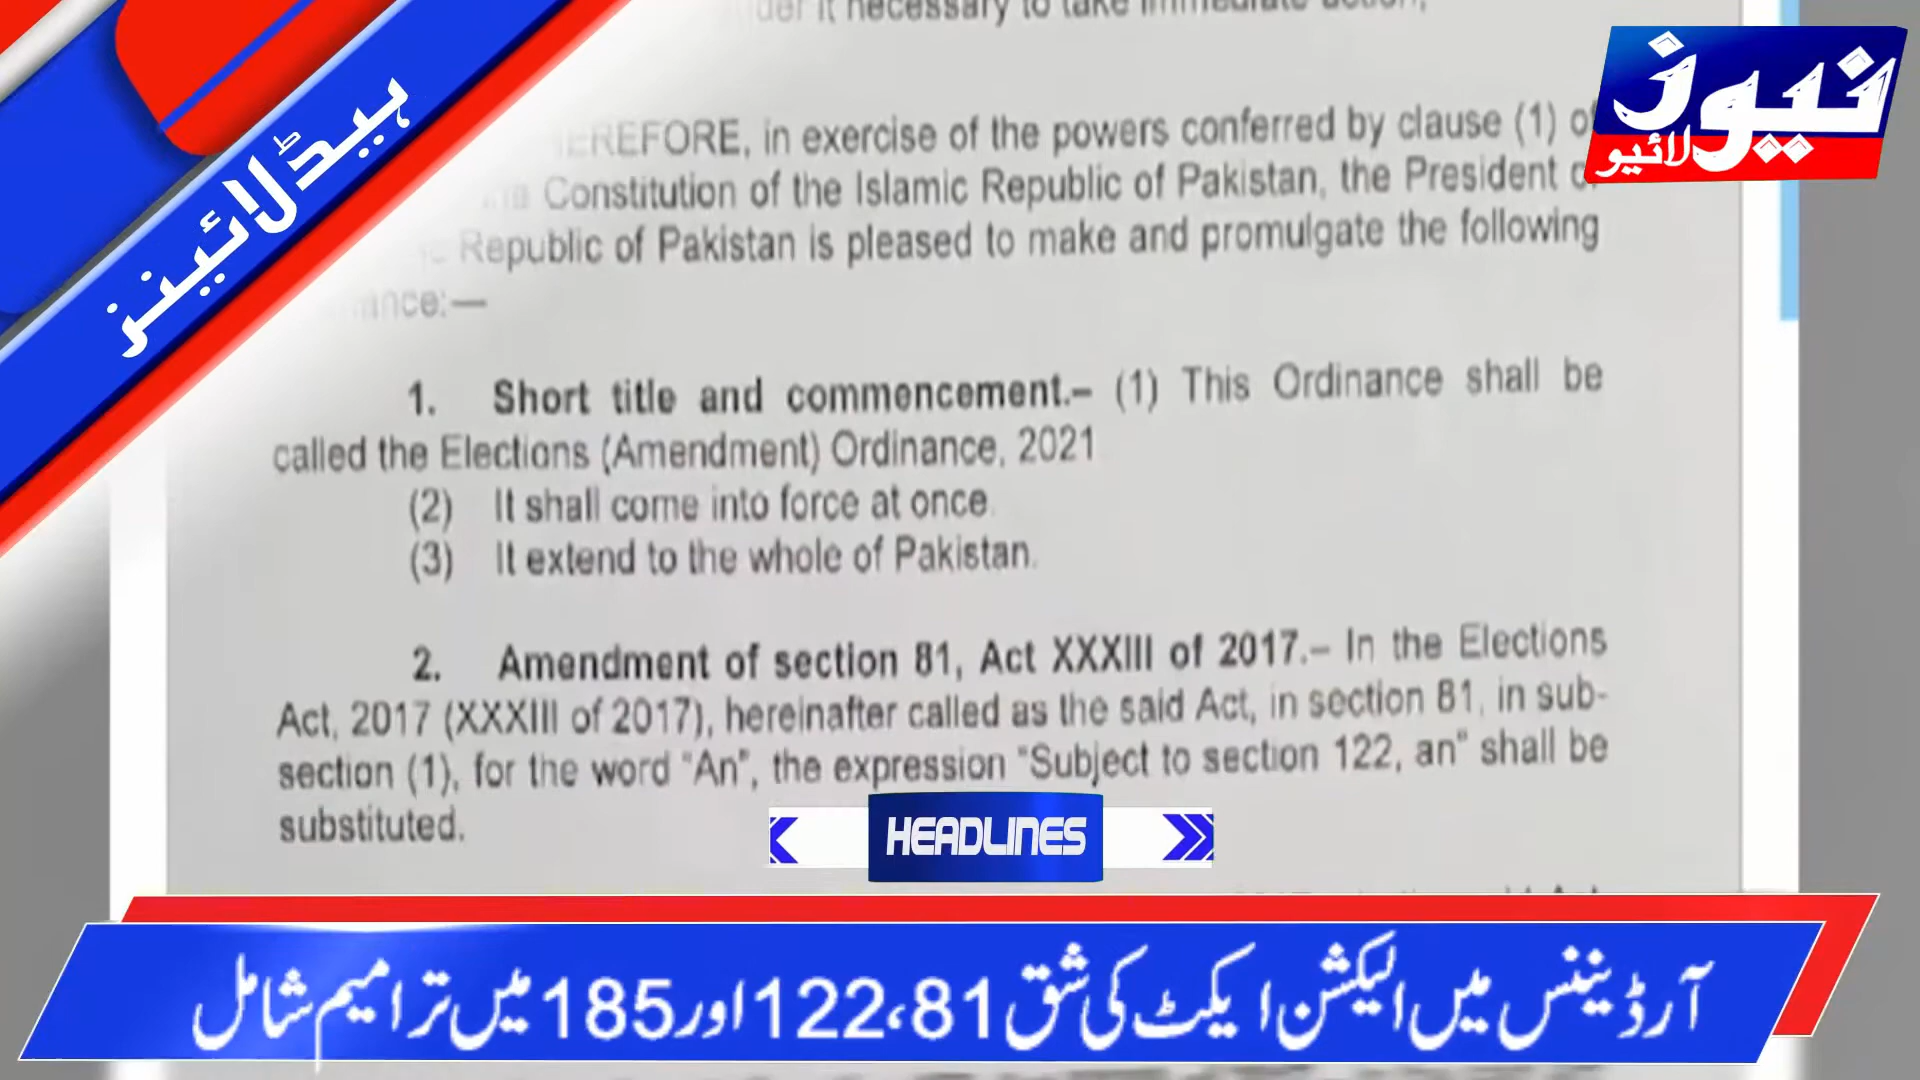 it necessary to take immediate action,
ہیڈلائینز
نیوز
لائیو
in exercise of the powers conferred by clause (1) of
Constitution of the Islamic Republic of Pakistan, the President of
Republic of Pakistan is pleased to make and promulgate the following
1. Short title and commencement.– (1) This Ordinance shall be
called the Elections (Amendment) Ordinance, 2021
(2) It shall come into force at once.
(3) It extend to the whole of Pakistan.
2. Amendment of section 81, Act XXXIII of 2017.– In the Elections
Act, 2017 (XXXIII of 2017), hereinafter called as the said Act, in section 81, in sub-
section (1), for the word "An", the expression "Subject to section 122, an" shall be
substituted.
HEADLINES
آرڈیننس میں الیکشن ایکٹ کی شق 81،122 اور 185 میں ترامیم شامل